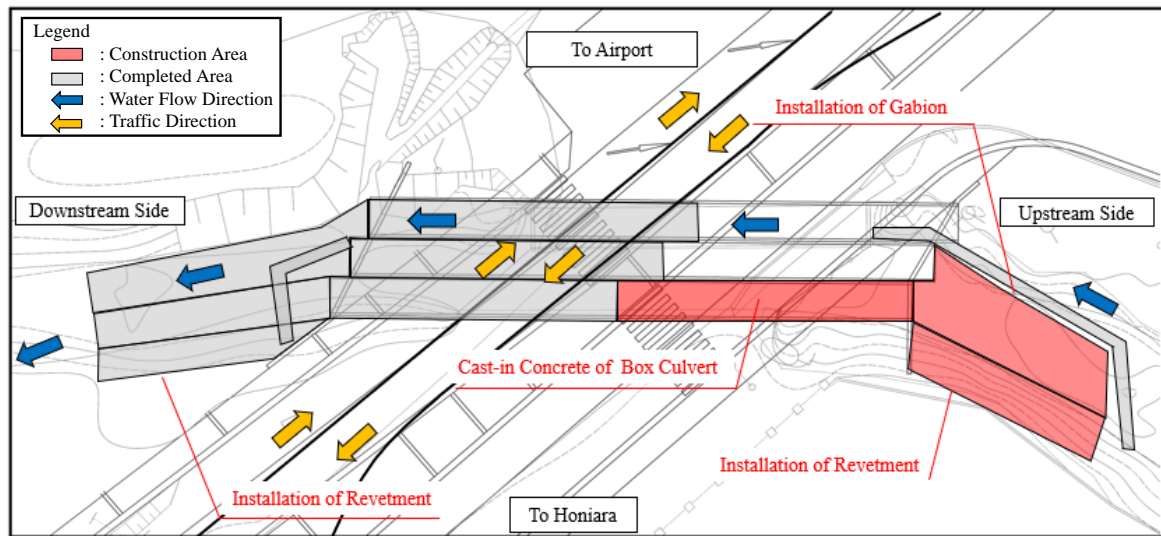 Legend
: Construction Area
: Completed Area
: Water Flow Direction
: Traffic Direction
To Airport
Installation of Gabion
Downstream Side
Upstream Side
Cast-in Concrete of Box Culvert
Installation of Revetment
Installation of Revetment
To Honiara